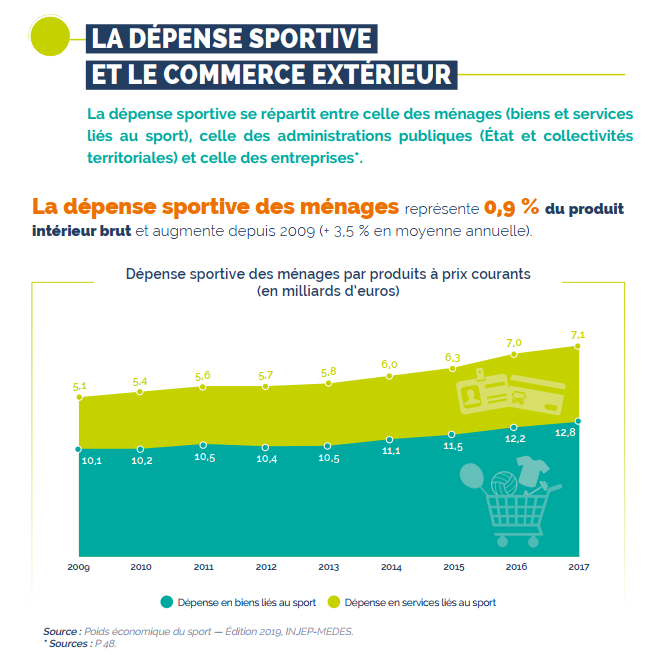 LA DÉPENSE SPORTIVE
ET LE COMMERCE EXTÉRIEUR
La dépense sportive se répartit entre celle des ménages (biens et services
liés au sport), celle des administrations publiques (État et collectivités
territoriales) et celle des entreprises*.
La dépense sportive des ménages représente 0,9 % du produit
intérieur brut et augmente depuis 2009 (+ 3,5 % en moyenne annuelle).
Dépense sportive des ménages par produits à prix courants
(en milliards d'euros)
5,1 5,4 5,6 5,7 5,8 6,0 6,3 7,0 7,1
10,1 10,2 10,5 10,4 10,5 11,1 11,5 12,2 12,8
2009 2010 2011 2012 2013 2014 2015 2016 2017
Dépense en biens liés au sport Dépense en services liés au sport
Source : Poids économique du sport — Édition 2019, INJEP-MEDES.
* Sources : P 48.